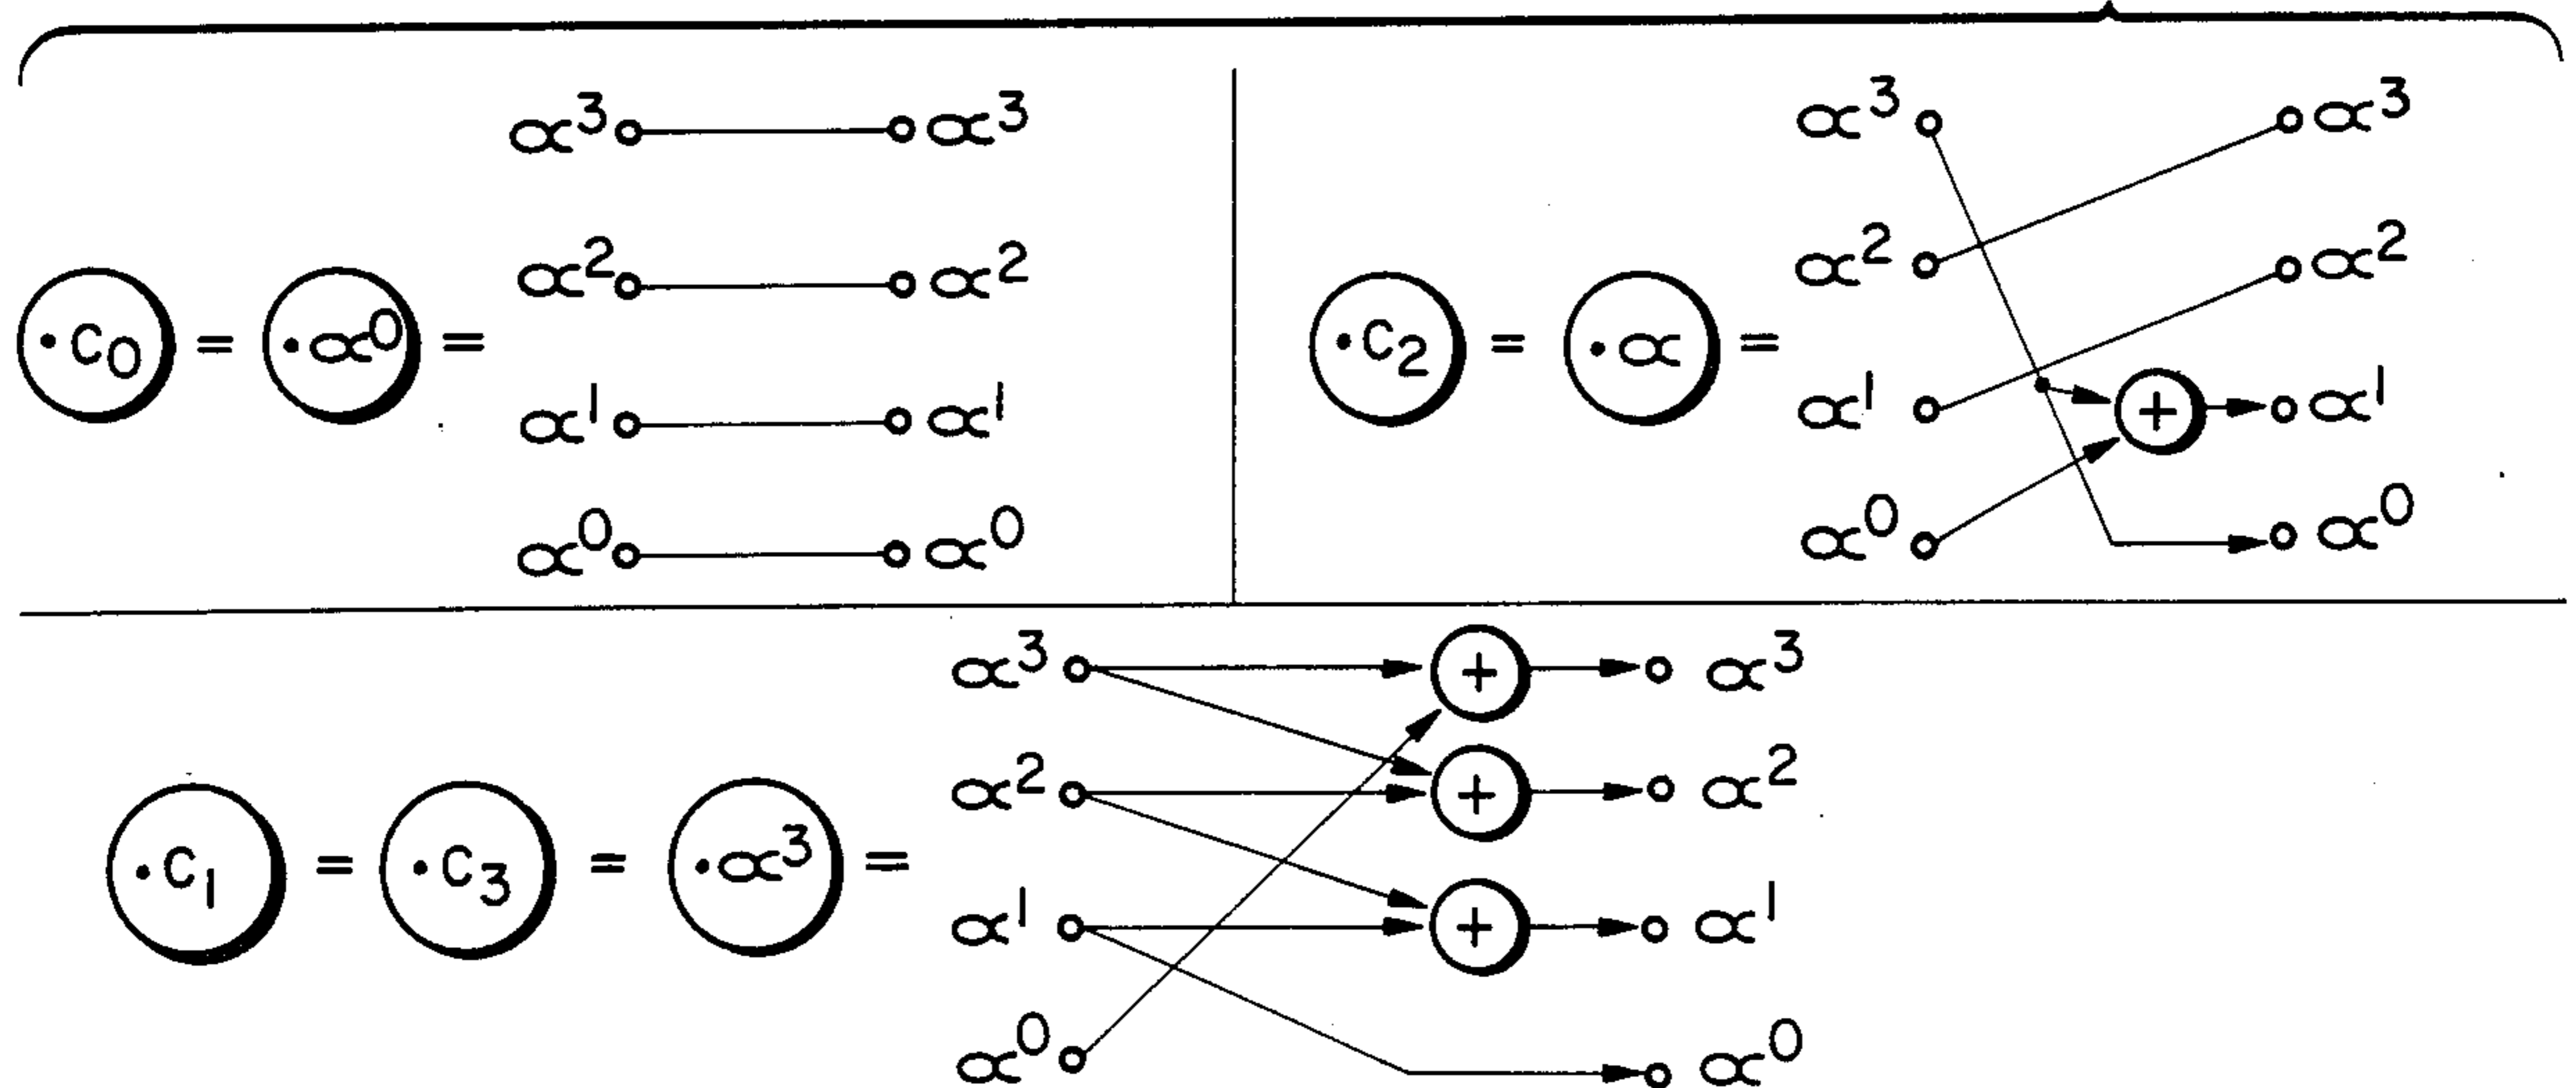 α³ α³
α² α²
·C₀ = ·α⁰ =
α¹ α¹
α⁰ α⁰
α³ α³
α² α²
·C₂ = ·α =
α¹ + α¹
α⁰ α⁰
α³ + α³
α² + α²
·C₁ = ·C₃ = ·α³ =
α¹ + α¹
α⁰ α⁰